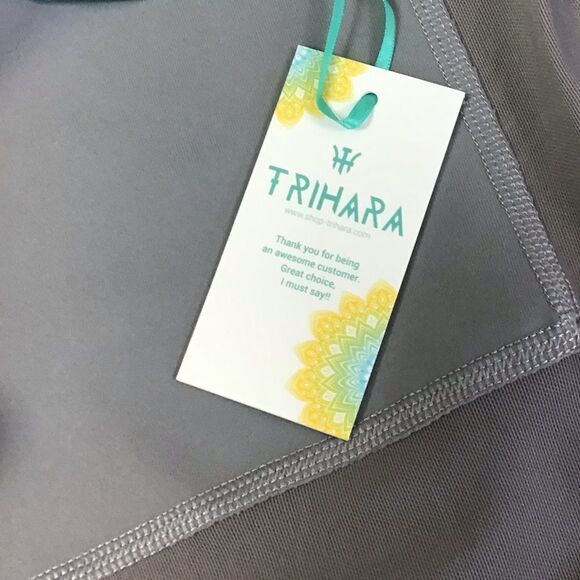 TRIHARA
www.shop-trihara.com
Thank you for being
an awesome customer.
Great choice,
I must say!!